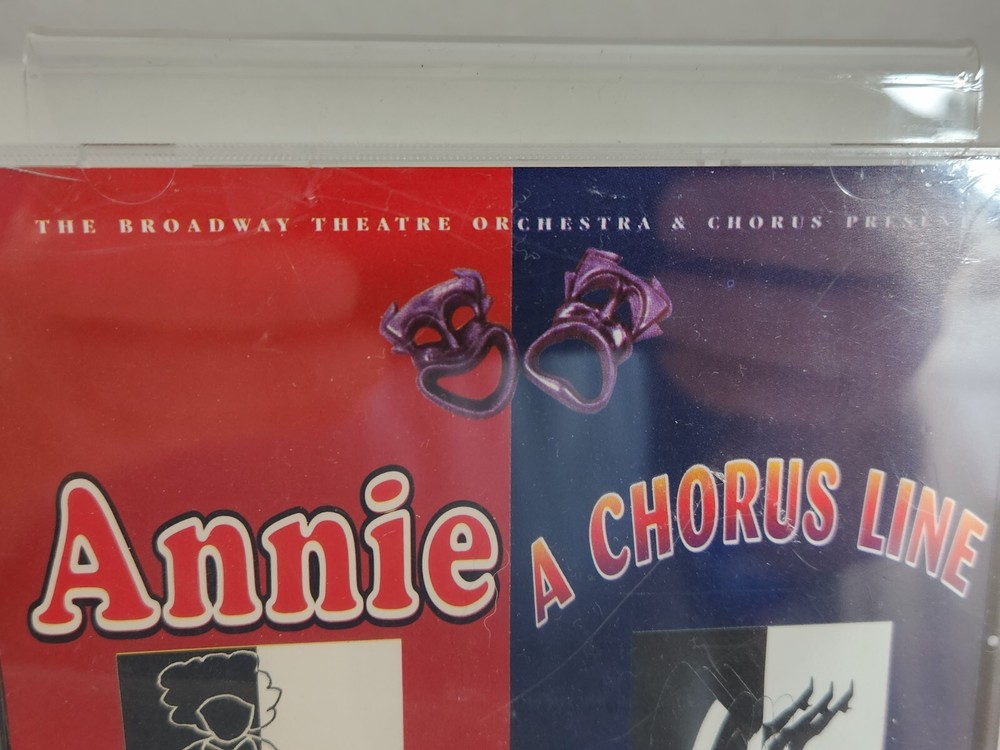 THE BROADWAY THEATRE ORCHESTRA & CHORUS
Annie
A CHORUS LINE